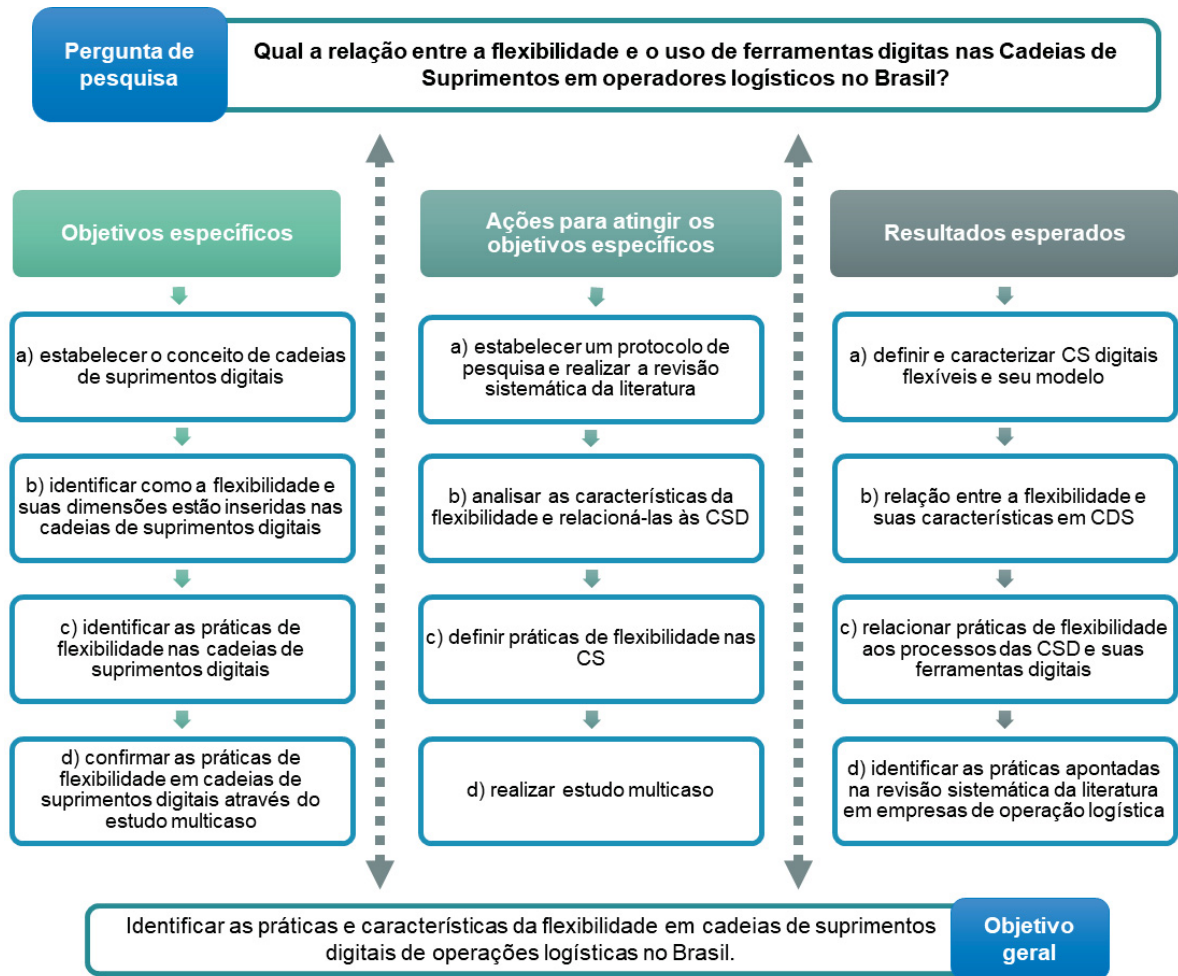 Pergunta de
pesquisa
Qual a relação entre a flexibilidade e o uso de ferramentas digitas nas Cadeias de
Suprimentos em operadores logísticos no Brasil?
Objetivos específicos
a) estabelecer o conceito de cadeias
de suprimentos digitais
b) identificar como a flexibilidade e
suas dimensões estão inseridas nas
cadeias de suprimentos digitais
c) identificar as práticas de
flexibilidade nas cadeias de
suprimentos digitais
d) confirmar as práticas de
flexibilidade em cadeias de
suprimentos digitais através do
estudo multicaso
Ações para atingir os
objetivos específicos
a) estabelecer um protocolo de
pesquisa e realizar a revisão
sistemática da literatura
b) analisar as características da
flexibilidade e relacioná-las às CSD
c) definir práticas de flexibilidade nas
CS
d) realizar estudo multicaso
Resultados esperados
a) definir e caracterizar CS digitais
flexíveis e seu modelo
b) relação entre a flexibilidade e
suas características em CDS
c) relacionar práticas de flexibilidade
aos processos das CSD e suas
ferramentas digitais
d) identificar as práticas apontadas
na revisão sistemática da literatura
em empresas de operação logística
Identificar as práticas e características da flexibilidade em cadeias de suprimentos
digitais de operações logísticas no Brasil.
Objetivo
geral